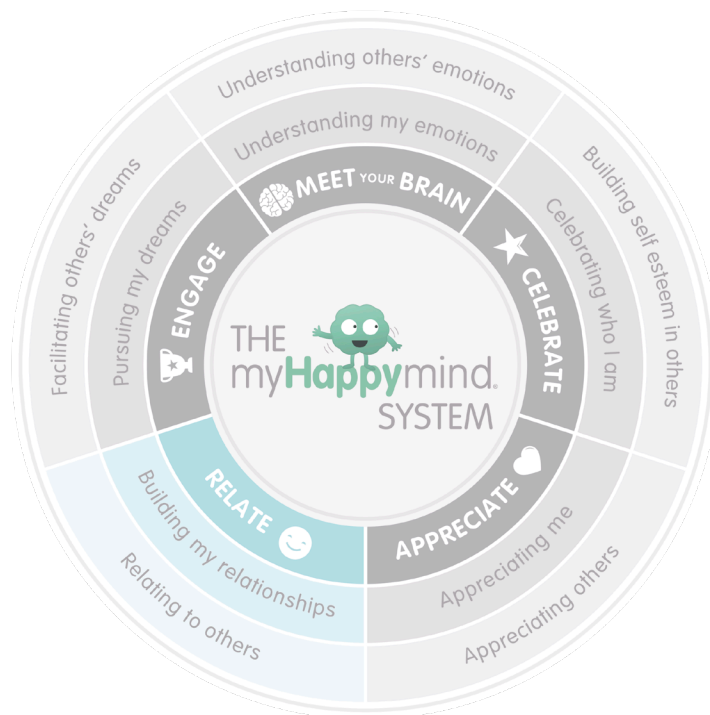 Understanding others' emotions
Understanding my emotions
MEET YOUR BRAIN
Building self esteem in others
Celebrating who I am
CELEBRATE
Appreciating others
Appreciating me
APPRECIATE
Relating to others
Building my relationships
RELATE
Facilitating others' dreams
Pursuing my dreams
ENGAGE
THE
myHappymind®
SYSTEM